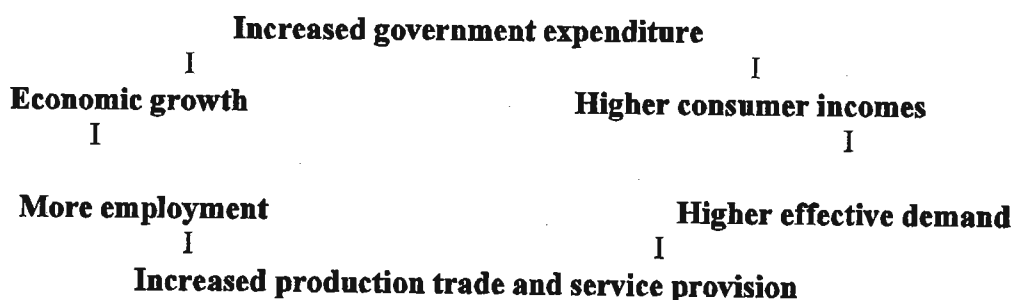 Increased government expenditure
I I
Economic growth Higher consumer incomes
I I
More employment Higher effective demand
I I
Increased production trade and service provision